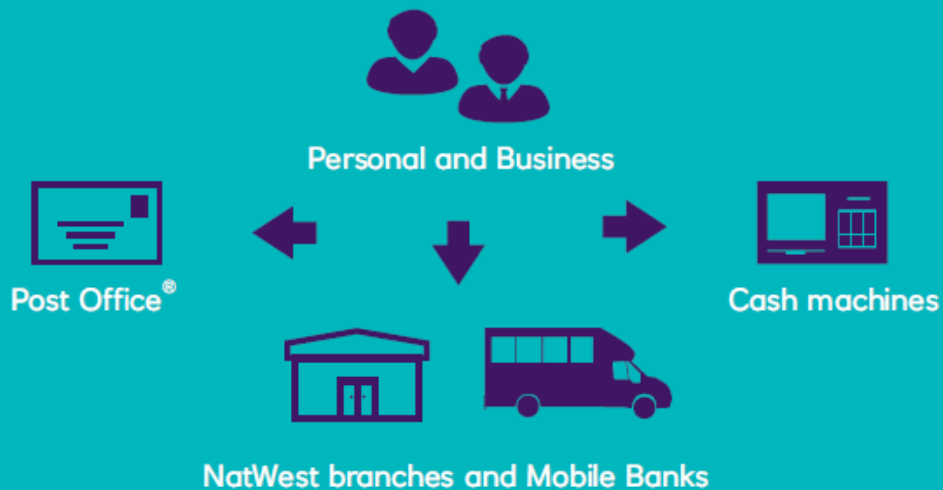 Personal and Business
Post Office®
Cash machines
NatWest branches and Mobile Banks